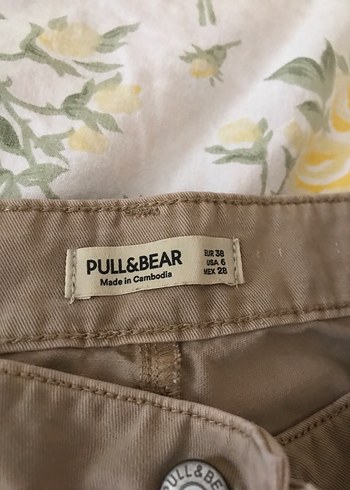 PULL&BEAR
Made in Cambodia
EUR 38
USA 6
MEX 28
PULL&BE